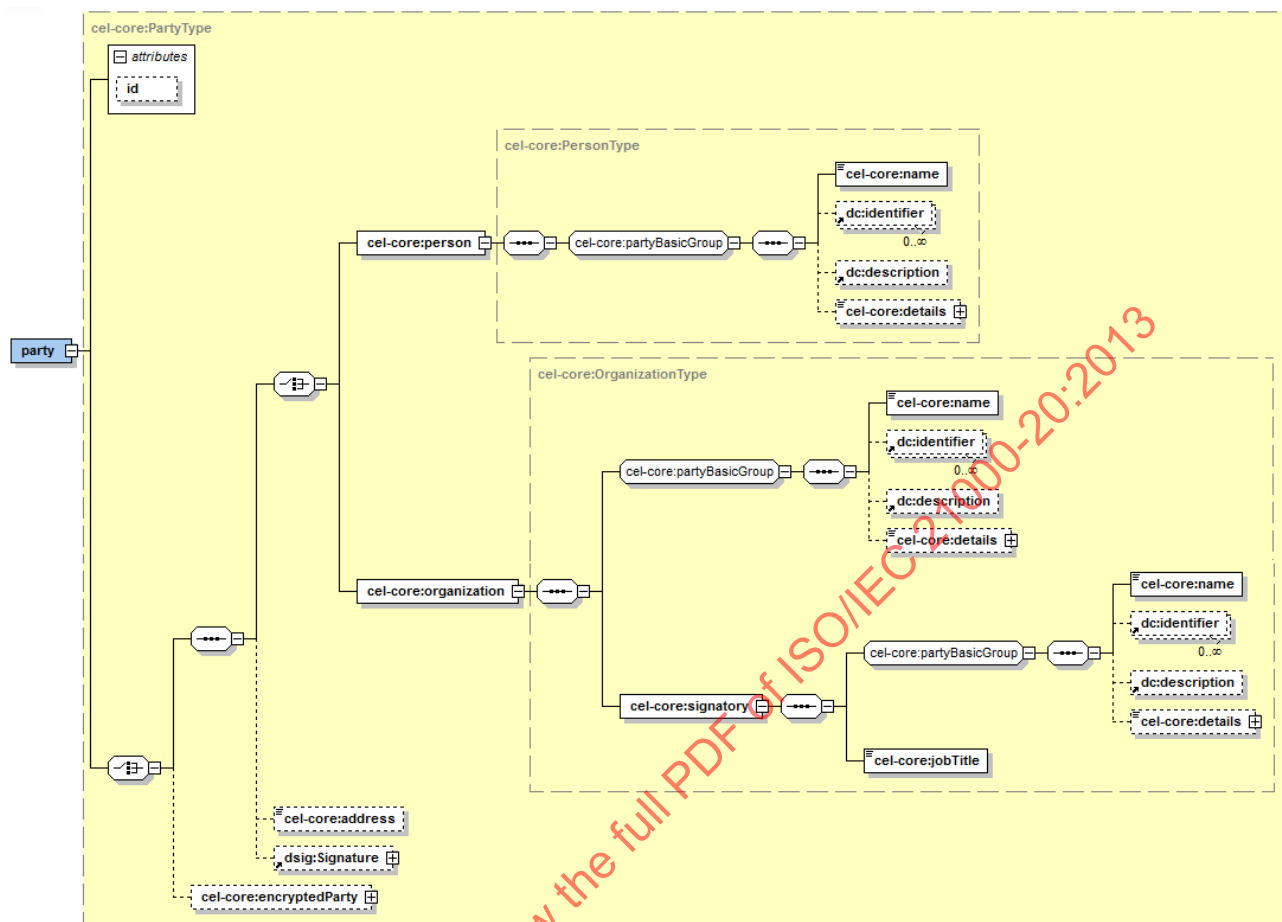 cel-core:PartyType
attributes
id
cel-core:PersonType
cel-core:person
cel-core:partyBasicGroup
cel-core:name
dc:identifier
0..∞
dc:description
cel-core:details
party
cel-core:OrganizationType
cel-core:organization
cel-core:partyBasicGroup
cel-core:name
dc:identifier
0..∞
dc:description
cel-core:details
cel-core:signatory
cel-core:partyBasicGroup
cel-core:name
dc:identifier
0..∞
dc:description
cel-core:details
cel-core:jobTitle
cel-core:address
dsig:Signature
cel-core:encryptedParty
w the full PDF of ISO/IEC 21000-20:2013